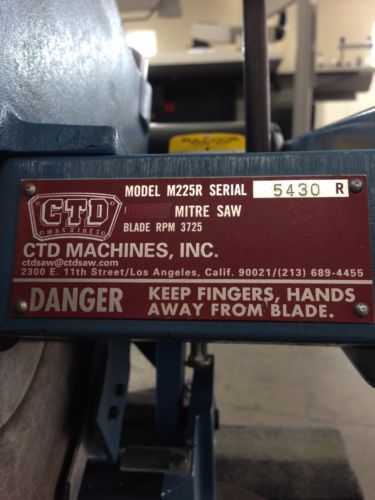 MODEL M225R SERIAL 5430 R
CTD
MACHINES
MITRE SAW
BLADE RPM 3725
CTD MACHINES, INC.
ctdsaw@ctdsaw.com
2300 E. 11th Street/Los Angeles, Calif. 90021/(213) 689-4455
DANGER KEEP FINGERS, HANDS
AWAY FROM BLADE.